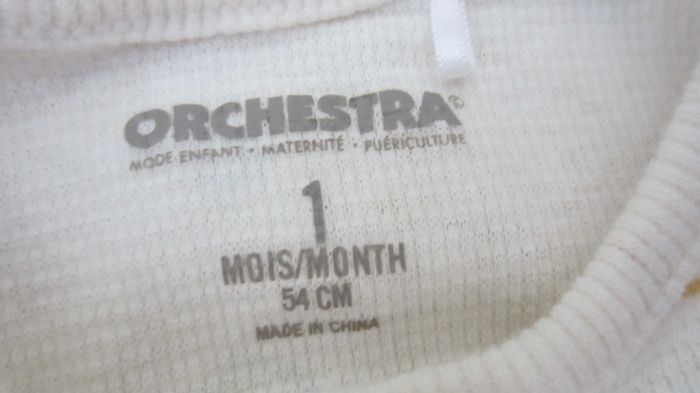 ORCHESTRA®
MODE ENFANT • MATERNITÉ • PUÉRICULTURE
1
MOIS/MONTH
54 CM
MADE IN CHINA